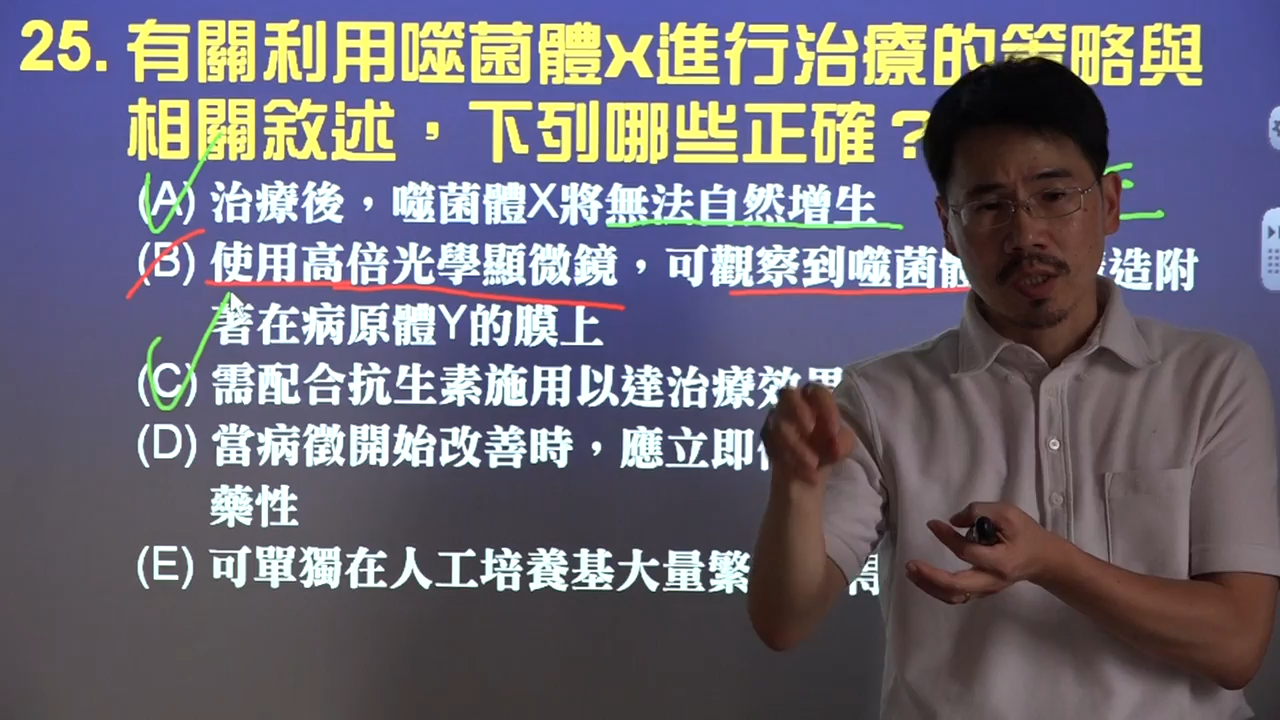 25. 有關利用噬菌體X進行治療的策略與
相關敘述，下列哪些正確？
(A) 治療後，噬菌體X將無法自然增生
(B) 使用高倍光學顯微鏡，可觀察到噬菌 造附
著在病原體Y的膜上
(C) 需配合抗生素施用以達治療效果
(D) 當病徵開始改善時，應立即
藥性
(E) 可單獨在人工培養基大量繁